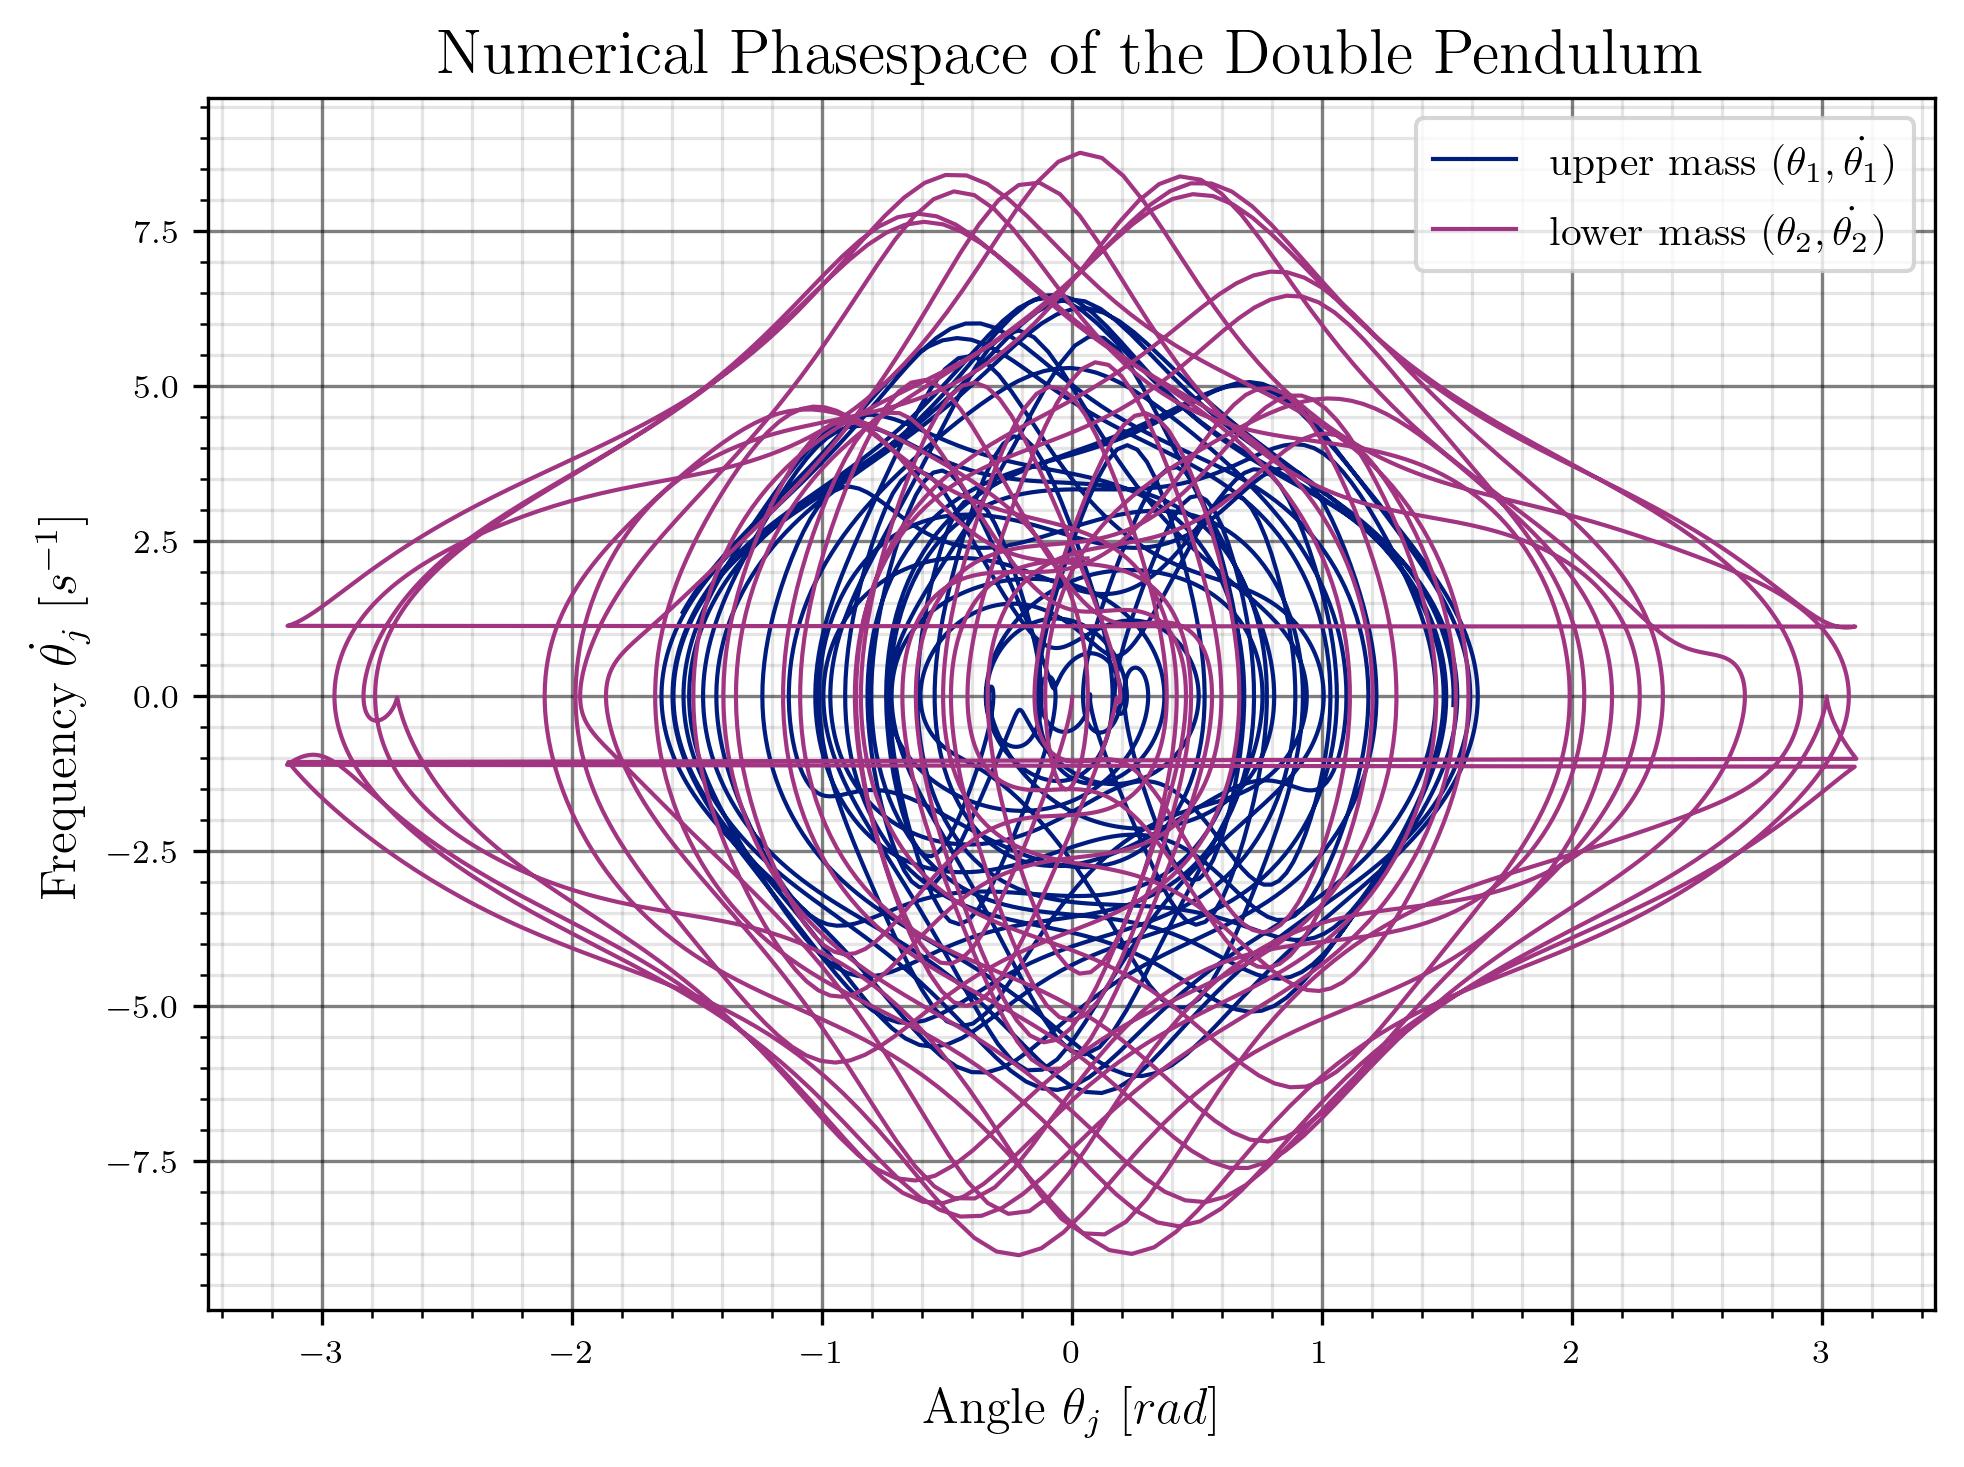 Numerical Phasespace of the Double Pendulum
upper mass (θ₁, θ̇₁)
lower mass (θ₂, θ̇₂)
Frequency θ̇ⱼ [s⁻¹]
7.5
5.0
2.5
0.0
−2.5
−5.0
−7.5
−3 −2 −1 0 1 2 3
Angle θⱼ [rad]